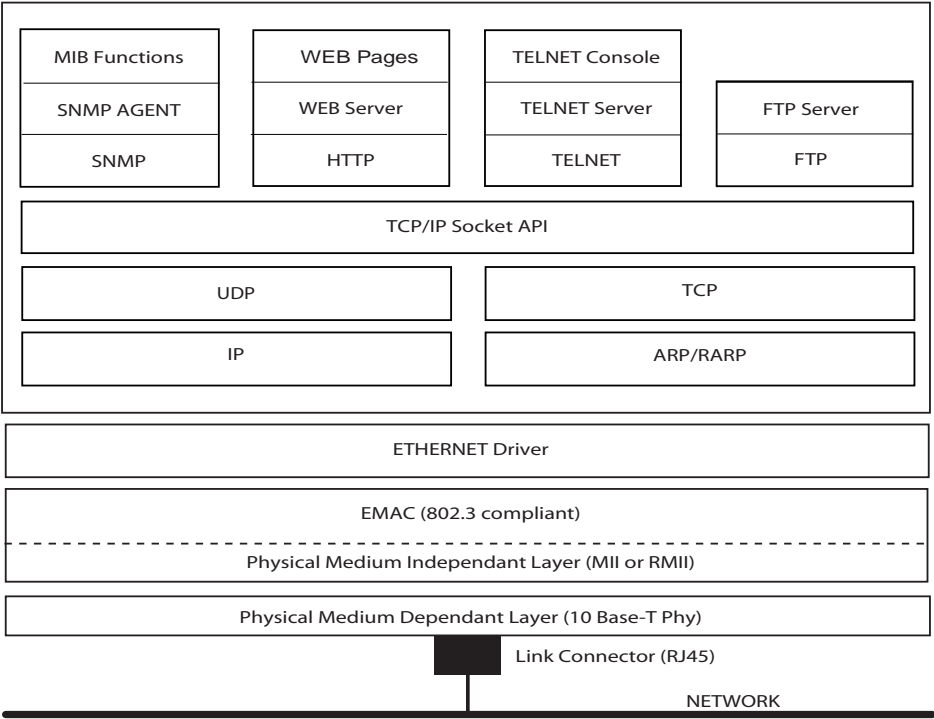 MIB Functions
SNMP AGENT
SNMP
WEB Pages
WEB Server
HTTP
TELNET Console
TELNET Server
TELNET
FTP Server
FTP
TCP/IP Socket API
UDP
TCP
IP
ARP/RARP
ETHERNET Driver
EMAC (802.3 compliant)
Physical Medium Independant Layer (MII or RMII)
Physical Medium Dependant Layer (10 Base-T Phy)
Link Connector (RJ45)
NETWORK